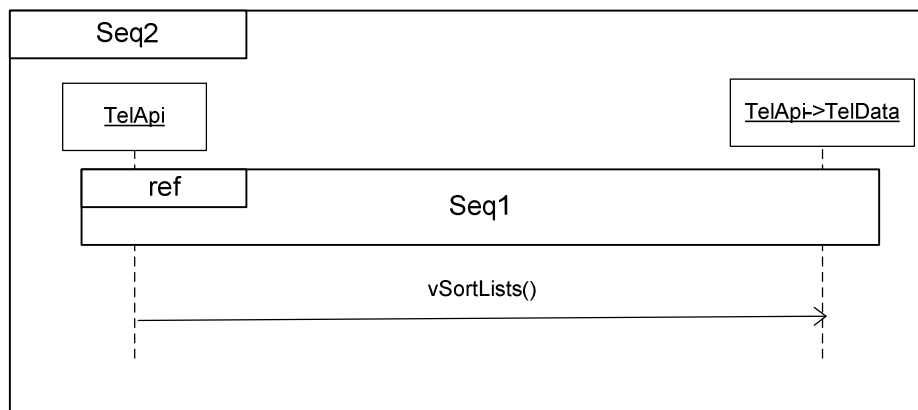 Seq2
TelApi
TelApi->TelData
ref
Seq1
vSortLists()